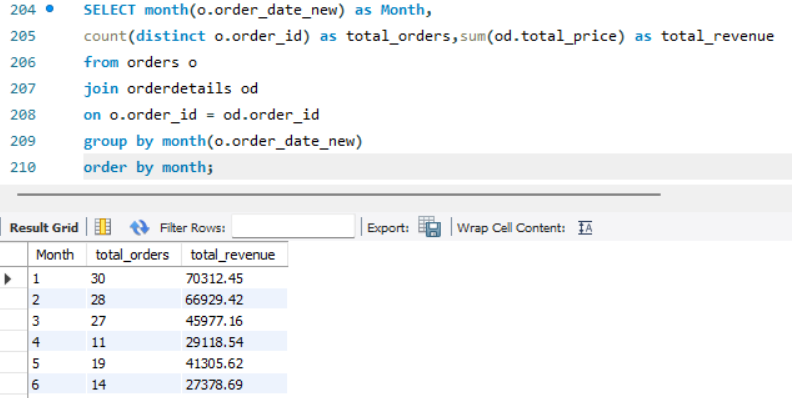 204 SELECT month(o.order_date_new) as Month,
205 count(distinct o.order_id) as total_orders,sum(od.total_price) as total_revenue
206 from orders o
207 join orderdetails od
208 on o.order_id = od.order_id
209 group by month(o.order_date_new)
210 order by month;
Result Grid Filter Rows: Export: Wrap Cell Content: IA
Month total_orders total_revenue
1 30 70312.45
2 28 66929.42
3 27 45977.16
4 11 29118.54
5 19 41305.62
6 14 27378.69